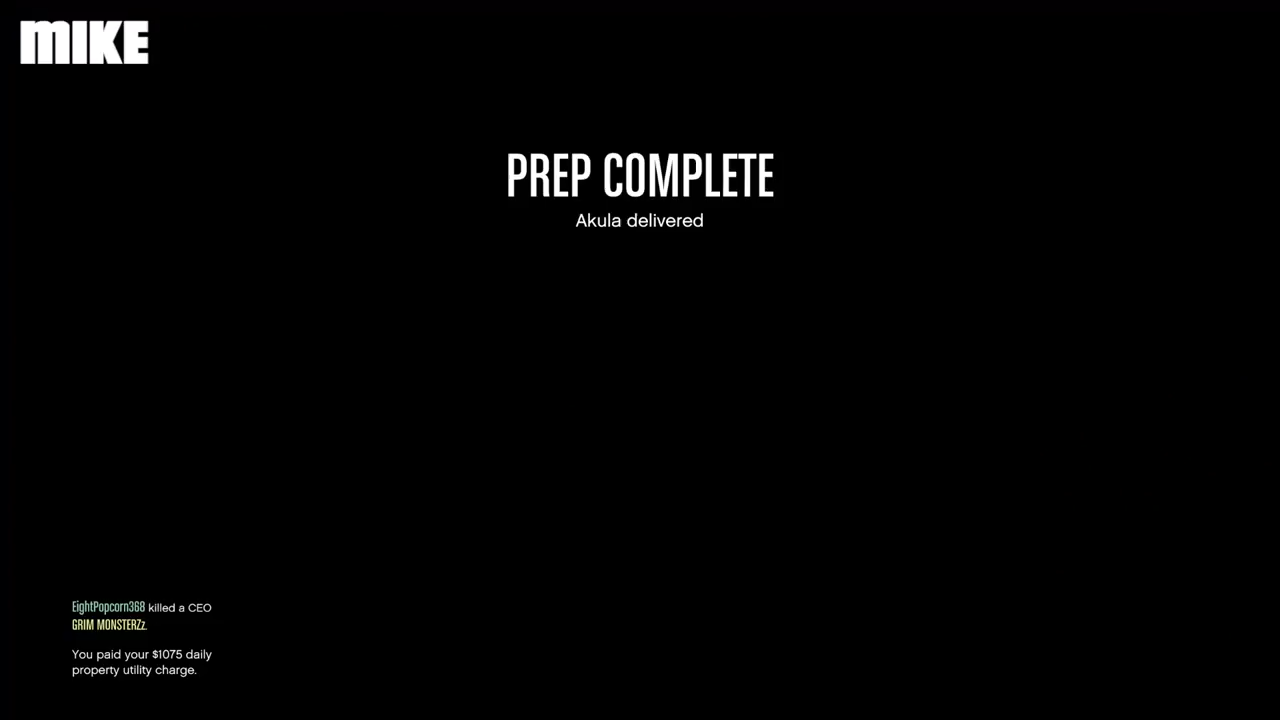 MIKE
PREP COMPLETE
Akula delivered
EightPopcorn368 killed a CEO
GRIM MONSTERZz.
You paid your $1075 daily
property utility charge.